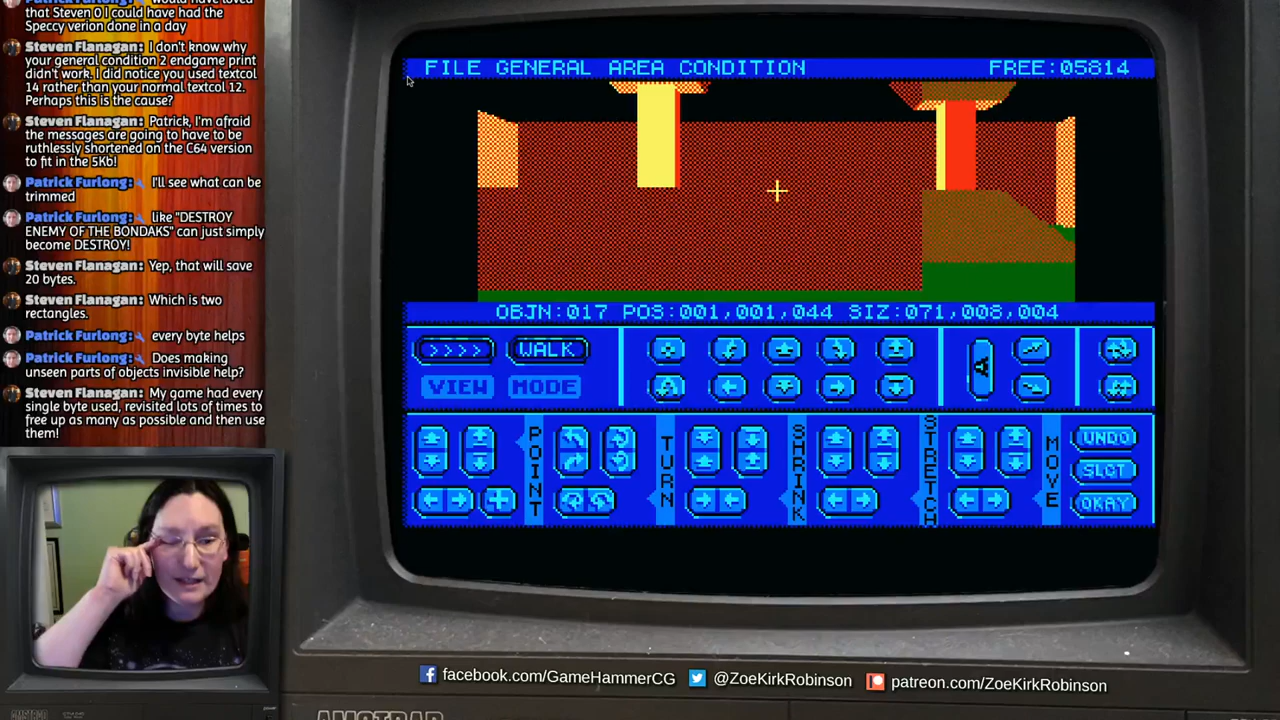 Patrick Furlong: would have loved
that Steven 0 I could have had the
Speccy verion done in a day
Steven Flanagan: I don't know why
your general condition 2 endgame print
didn't work. I did notice you used textcol
14 rather than your normal textcol 12.
Perhaps this is the cause?
Steven Flanagan: Patrick, I'm afraid
the messages are going to have to be
ruthlessly shortened on the C64 version
to fit in the 5Kb!
Patrick Furlong: I'll see what can be
trimmed
Patrick Furlong: like "DESTROY
ENEMY OF THE BONDAKS" can just simply
become DESTROY!
Steven Flanagan: Yep, that will save
20 bytes.
Steven Flanagan: Which is two
rectangles.
Patrick Furlong: every byte helps
Patrick Furlong: Does making
unseen parts of objects invisible help?
Steven Flanagan: My game had every
single byte used, revisited lots of times to
free up as many as possible and then use
them!
FILE GENERAL AREA CONDITION FREE:05814
OBJN:017 POS:001,001,044 SIZ:071,008,004
>>>> WALK
VIEW MODE
A
POINT
TURN
SHRINK
STRETCH
MOVE
UNDO
SLOT
OKAY
facebook.com/GameHammerCG @ZoeKirkRobinson patreon.com/ZoeKirkRobinson
AMSTRAD